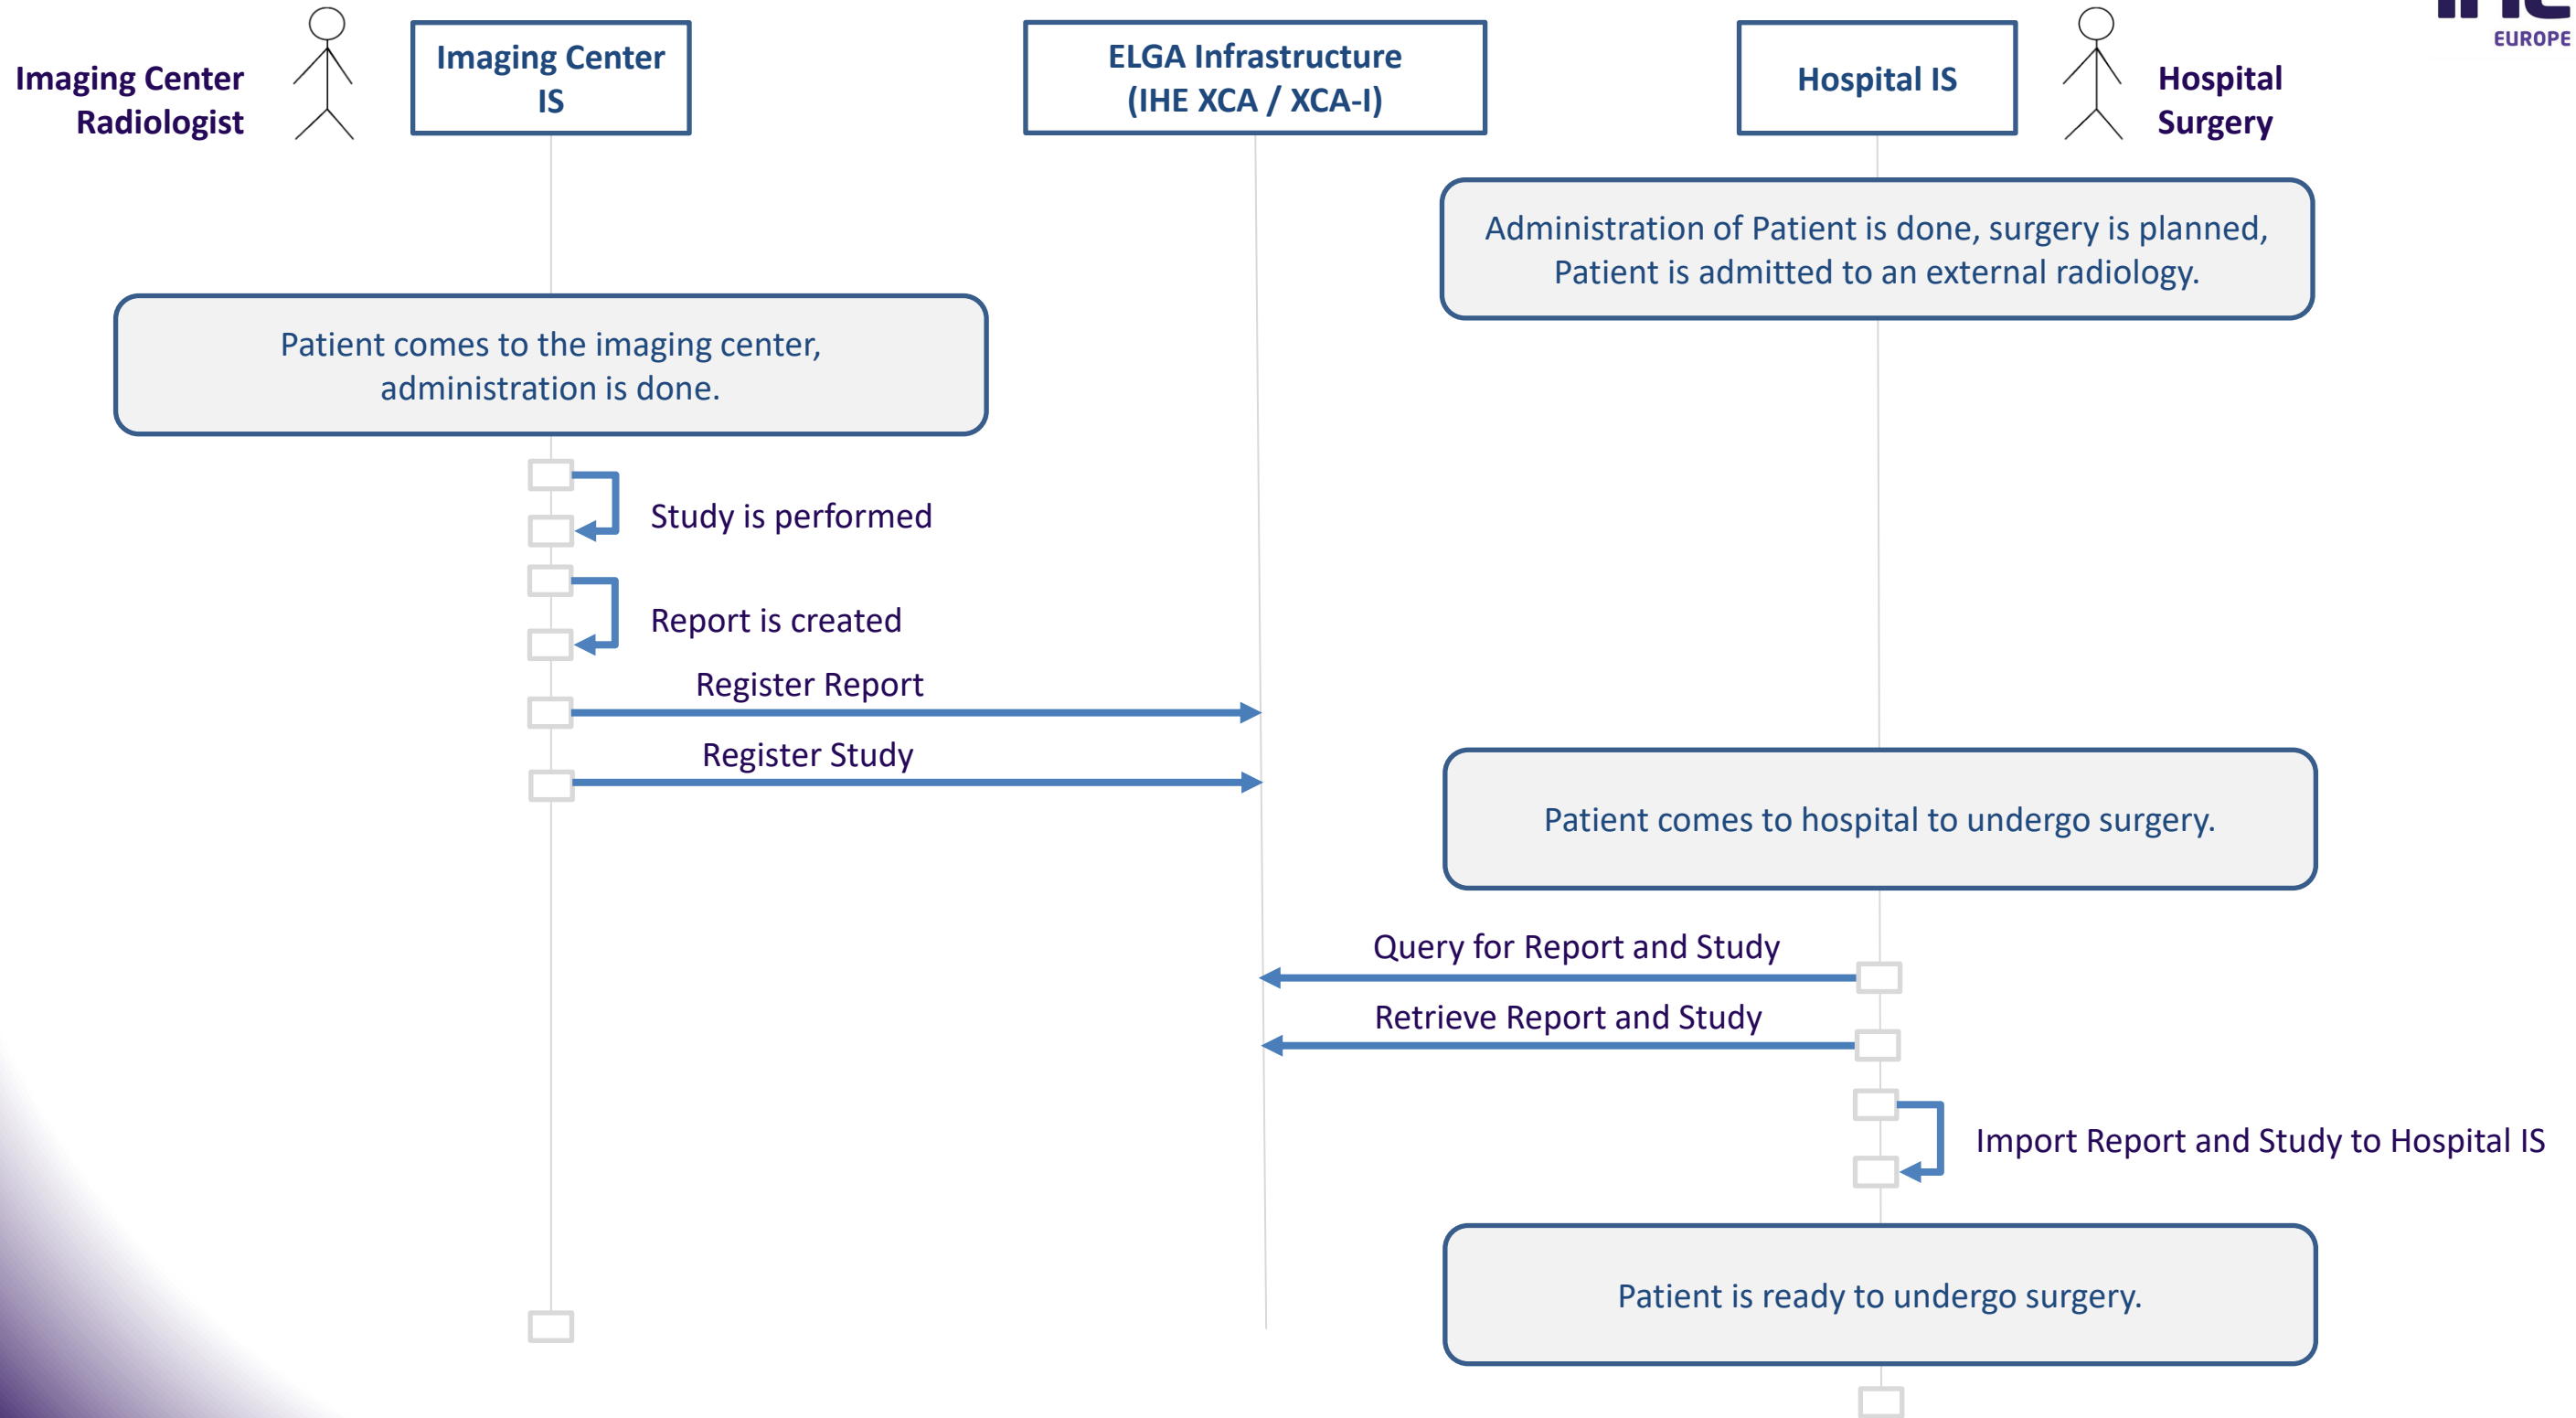 Imaging Center
Radiologist
Imaging Center
IS
ELGA Infrastructure
(IHE XCA / XCA-I)
Hospital IS
Hospital
Surgery
EUROPE
Administration of Patient is done, surgery is planned,
Patient is admitted to an external radiology.
Patient comes to the imaging center,
administration is done.
Study is performed
Report is created
Register Report
Register Study
Patient comes to hospital to undergo surgery.
Query for Report and Study
Retrieve Report and Study
Import Report and Study to Hospital IS
Patient is ready to undergo surgery.